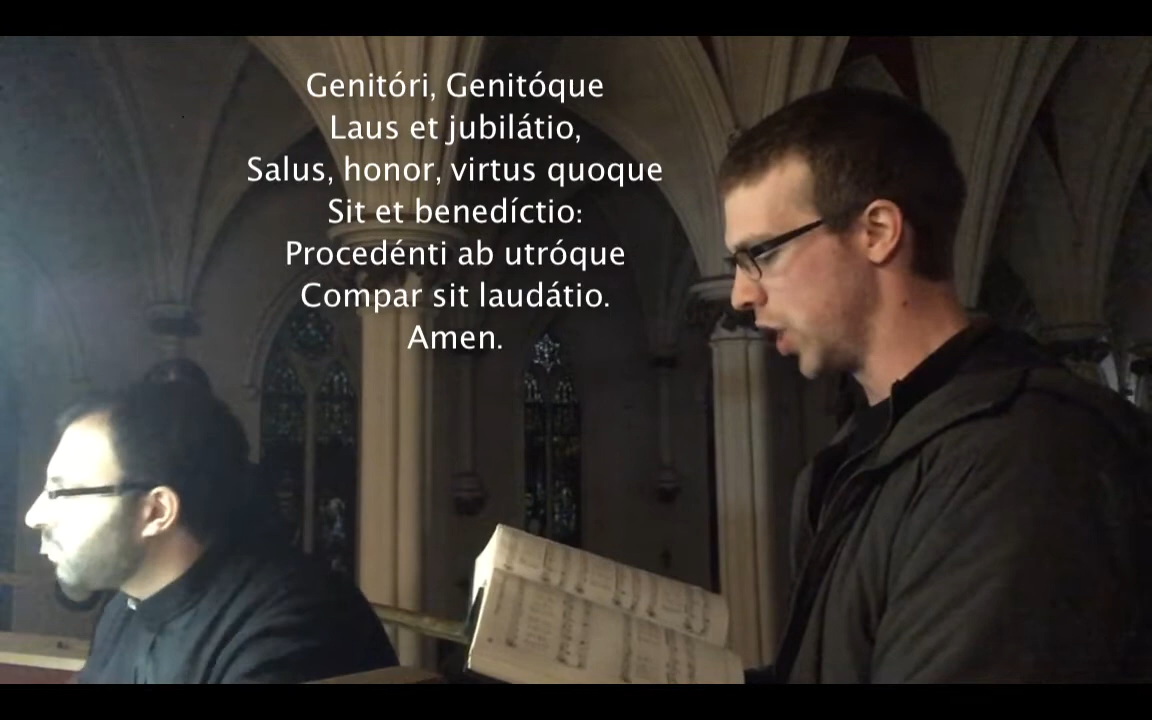 Genitóri, Genitóque
Laus et jubilátio,
Salus, honor, virtus quoque
Sit et benedíctio:
Procedénti ab utróque
Compar sit laudátio.
Amen.